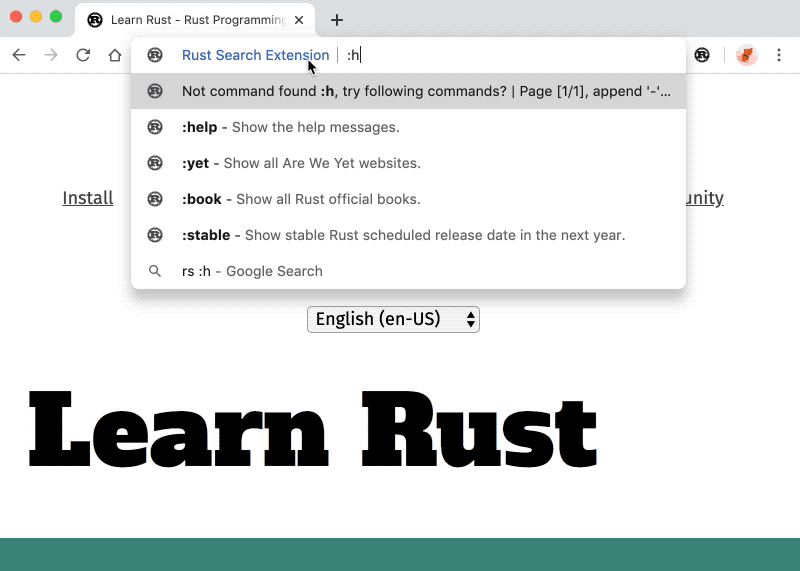 Learn Rust - Rust Programming
Rust Search Extension | :h
Not command found :h, try following commands? | Page [1/1], append '-'...
:help - Show the help messages.
:yet - Show all Are We Yet websites.
Install
:book - Show all Rust official books.
unity
:stable - Show stable Rust scheduled release date in the next year.
rs :h - Google Search
English (en-US)
Learn Rust